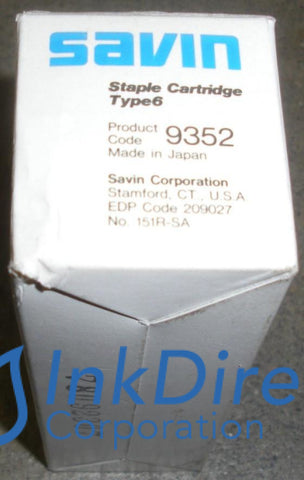 savin
Staple Cartridge
Type6
Product
Code 9352
Made in Japan
Savin Corporation
Stamford, CT., U.S.A
EDP Code 209027
No. 151R-SA
InkDire
Corporation